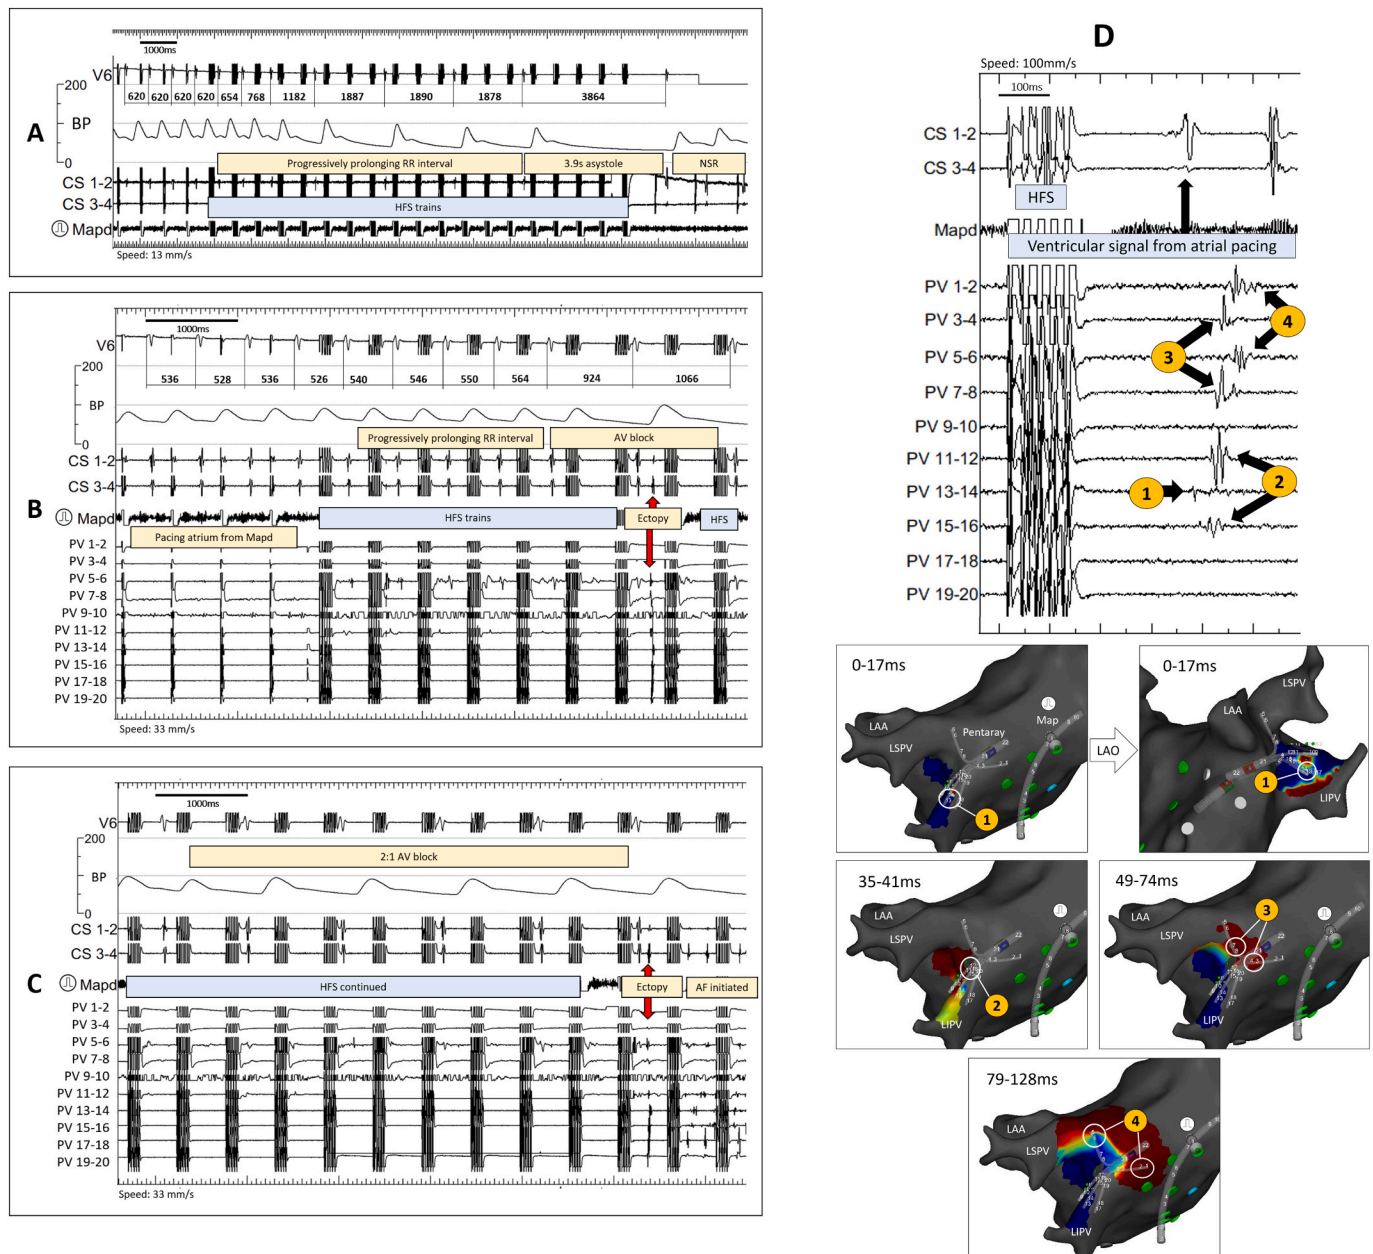 A
1000ms
V6
200
620 620 620 620 654 768 1182 1887 1890 1878 3864
BP
100
0
Progressively prolonging RR interval
3.9s asystole
NSR
CS 1-2
CS 3-4
HFS trains
Mapd
Speed: 13 mm/s
B
1000ms
V6
200
536 528 536 526 540 546 550 564 924 1066
BP
100
0
Progressively prolonging RR interval
AV block
CS 1-2
CS 3-4
Mapd
HFS trains
Ectopy
HFS
Pacing atrium from Mapd
PV 1-2
PV 3-4
PV 5-6
PV 7-8
PV 9-10
PV 11-12
PV 13-14
PV 15-16
PV 17-18
PV 19-20
Speed: 33 mm/s
C
1000ms
V6
200
2:1 AV block
BP
100
0
CS 1-2
CS 3-4
Mapd
HFS continued
Ectopy
AF initiated
PV 1-2
PV 3-4
PV 5-6
PV 7-8
PV 9-10
PV 11-12
PV 13-14
PV 15-16
PV 17-18
PV 19-20
Speed: 33 mm/s
D
Speed: 100mm/s
100ms
CS 1-2
CS 3-4
HFS
Mapd
Ventricular signal from atrial pacing
PV 1-2
PV 3-4
4
PV 5-6
3
PV 7-8
PV 9-10
PV 11-12
2
PV 13-14
1
PV 15-16
PV 17-18
PV 19-20
0-17ms
LAA
LSPV
Pentaray
Map
LIPV
1
LAO
0-17ms
LSPV
LAA
1
LIPV
35-41ms
LAA
LSPV
2
LIPV
49-74ms
3
LAA
LSPV
LIPV
79-128ms
4
LAA
LSPV
LIPV